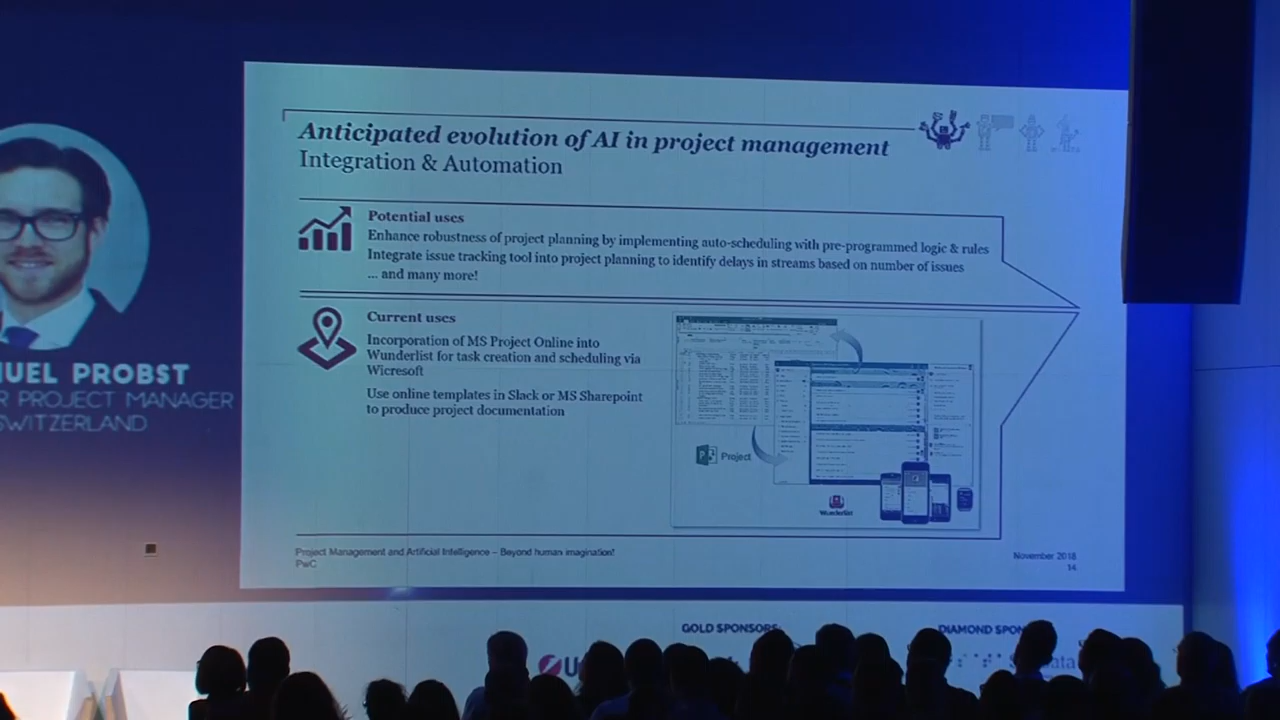 Anticipated evolution of AI in project management
Integration & Automation
Potential uses
Enhance robustness of project planning by implementing auto-scheduling with pre-programmed logic & rules
Integrate issue tracking tool into project planning to identify delays in streams based on number of issues
... and many more!
Current uses
Incorporation of MS Project Online into
Wunderlist for task creation and scheduling via
Wicresoft
Use online templates in Slack or MS Sharepoint
to produce project documentation
Project
Wunderlist
Project Management and Artificial Intelligence – Beyond human imagination!
PwC
November 2018
14
UEL PROBST
R PROJECT MANAGER
SWITZERLAND
GOLD SPONSORS
DIAMOND SPON